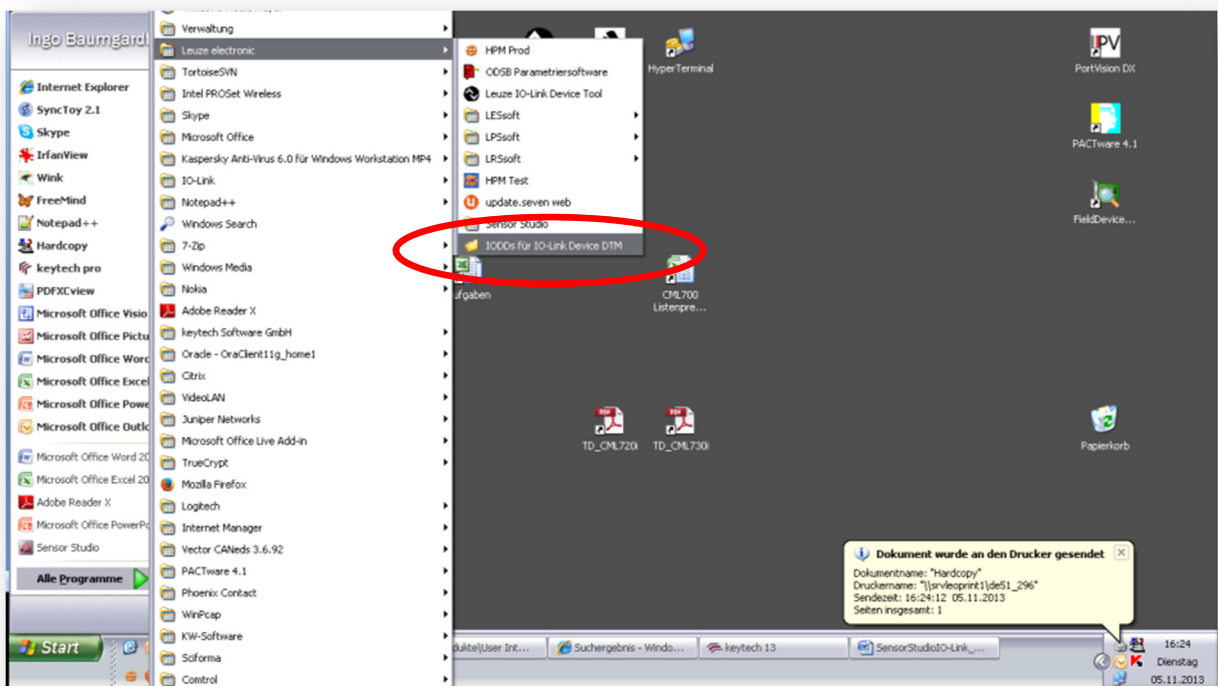 Ingo Baumgard
Internet Explorer
SyncToy 2.1
Skype
IrfanView
Wink
FreeMind
Notepad++
Hardcopy
keytech pro
PDFXCview
Microsoft Office Visio
Microsoft Office Pictu
Microsoft Office Word
Microsoft Office Excel
Microsoft Office Powe
Microsoft Office Outlo
Microsoft Office Word 20
Microsoft Office Excel 20
Adobe Reader X
Microsoft Office PowerPo
Sensor Studio
Alle Programme
Start
Verwaltung
Leuze electronic
TortoiseSVN
Intel PROSet Wireless
Skype
Microsoft Office
Kaspersky Anti-Virus 6.0 für Windows Workstation MP4
IO-Link
Notepad++
Windows Search
7-Zip
Windows Media
Nokia
Adobe Reader X
keytech Software GmbH
Oracle - OraClient11g_home1
Citrix
VideoLAN
Juniper Networks
Microsoft Office Live Add-in
TrueCrypt
Mozilla Firefox
Logitech
Internet Manager
Vector CANeds 3.6.92
PACTware 4.1
Phoenix Contact
WinPcap
KW-Software
Sciforma
Comtrol
HPM Prod
ODSB Parametriersoftware
Leuze IO-Link Device Tool
LESsoft
LPSsoft
LRSsoft
HPM Test
update.seven web
Sensor Studio
IODDs für IO-Link Device DTM
HyperTerminal
PortVision DX
PACTware 4.1
FieldDevice...
ufgaben
CML700
Listenpre...
TD_CML720i
TD_CML730i
Papierkorb
Dokument wurde an den Drucker gesendet
Dokumentname: "Hardcopy"
Druckername: "\\srvleoprint1\de51_296"
Sendezeit: 16:24:12 05.11.2013
Seiten insgesamt: 1
dukte\User Int...
Suchergebnis - Windo...
keytech 13
SensorStudioIO-Link_...
16:24
Dienstag
05.11.2013